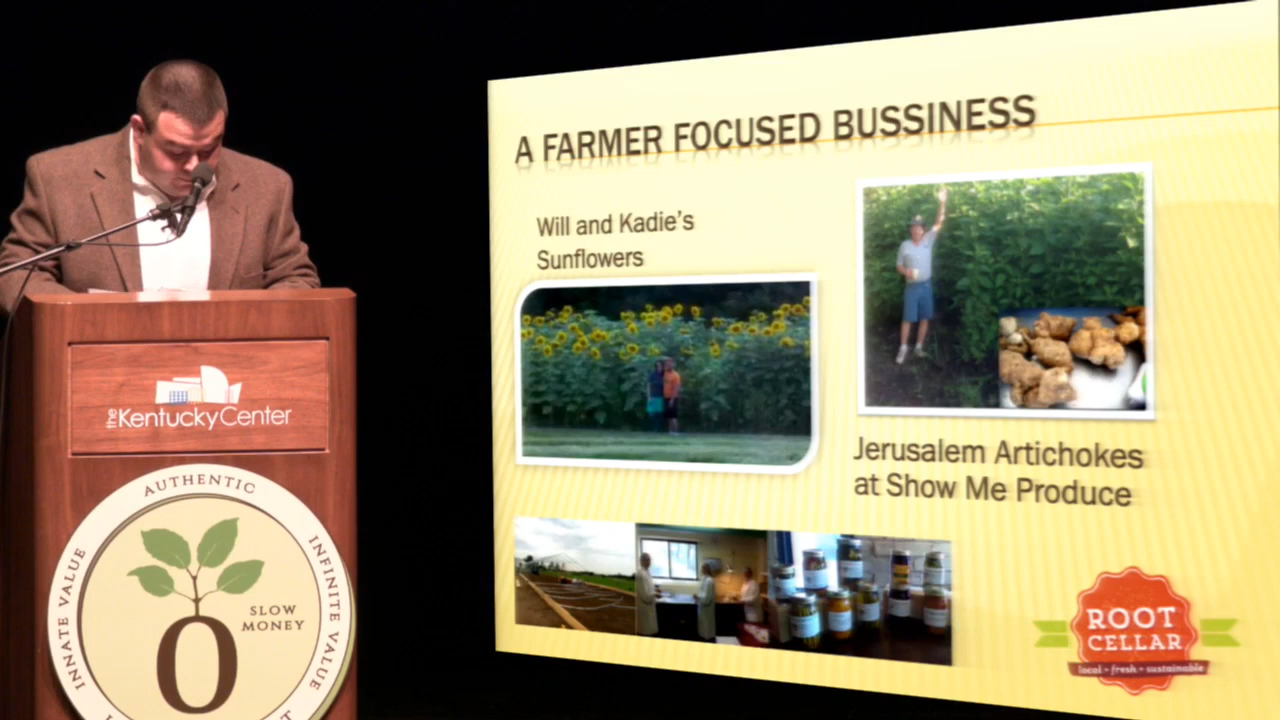 A FARMER FOCUSED BUSSINESS
Will and Kadie's
Sunflowers
Jerusalem Artichokes
at Show Me Produce
ROOT
CELLAR
local • fresh • sustainable
the Kentucky Center
AUTHENTIC
INNATE VALUE
INFINITE VALUE
SLOW
MONEY
0